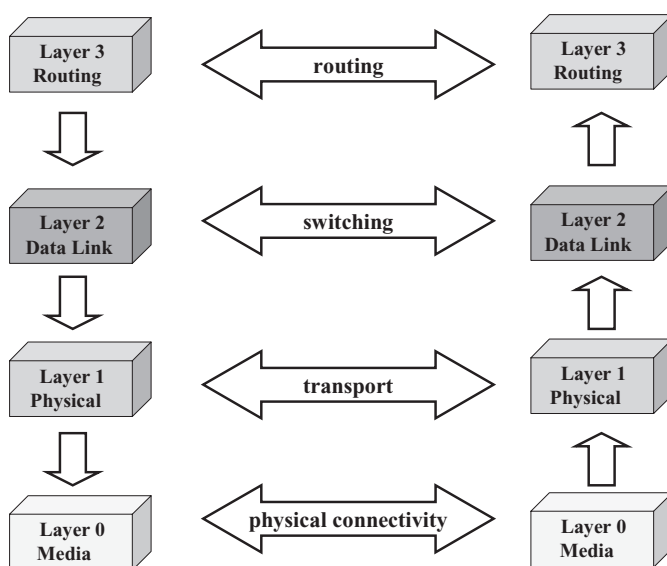 Layer 3
Routing
routing
Layer 3
Routing
Layer 2
Data Link
switching
Layer 2
Data Link
Layer 1
Physical
transport
Layer 1
Physical
Layer 0
Media
physical connectivity
Layer 0
Media